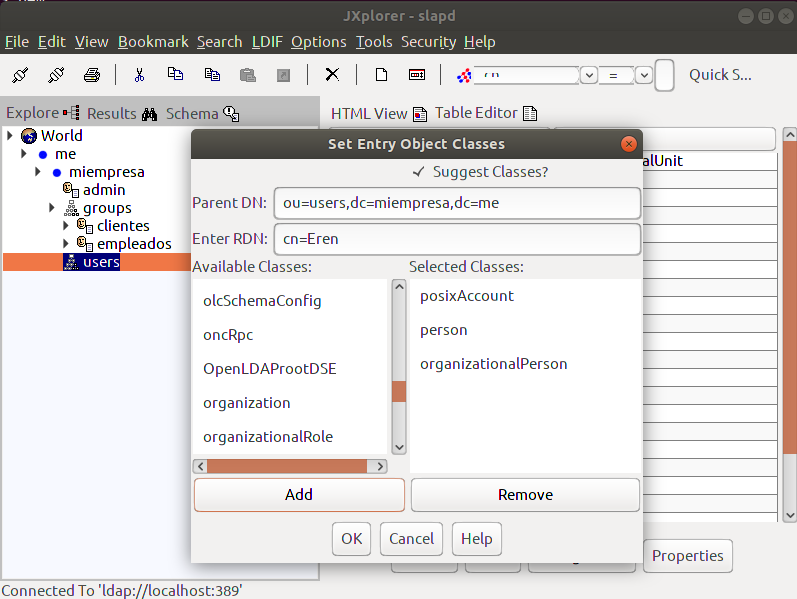 JXplorer - slapd
File Edit View Bookmark Search LDIF Options Tools Security Help
= Quick S...
Explore Results Schema HTML View Table Editor
World
me
miempresa
admin
groups
clientes
empleados
users
Set Entry Object Classes
Suggest Classes?
Parent DN: ou=users,dc=miempresa,dc=me
Enter RDN: cn=Eren
Available Classes: Selected Classes:
olcSchemaConfig
oncRpc
OpenLDAProotDSE
organization
organizationalRole
posixAccount
person
organizationalPerson
Add Remove
OK Cancel Help
alUnit
Properties
Connected To 'ldap://localhost:389'